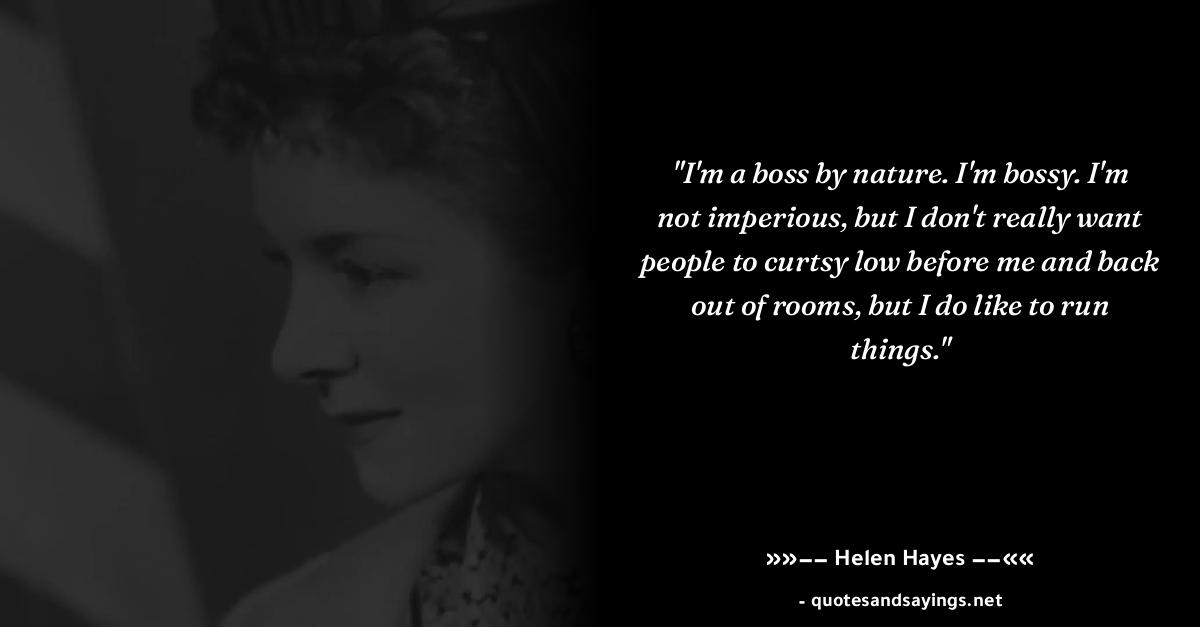 "I'm a boss by nature. I'm bossy. I'm
not imperious, but I don't really want
people to curtsy low before me and back
out of rooms, but I do like to run
things."
»»–– Helen Hayes ––««
- quotesandsayings.net